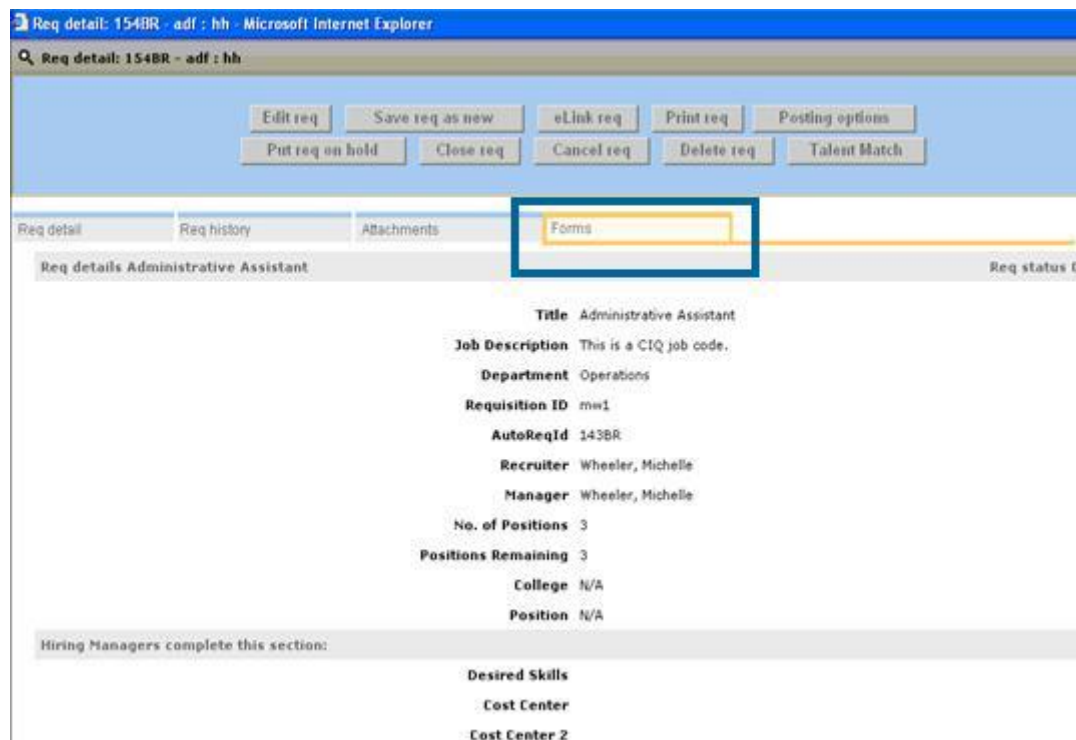 Req detail: 154BR - adf : hh - Microsoft Internet Explorer
Req detail: 154BR - adf : hh
Edit req Save req as new eLink req Print req Posting options
Put req on hold Close req Cancel req Delete req Talent Match
Req detail Req history Attachments Forms
Req details Administrative Assistant Req status
Title Administrative Assistant
Job Description This is a CIQ job code.
Department Operations
Requisition ID mw1
AutoReqId 143BR
Recruiter Wheeler, Michelle
Manager Wheeler, Michelle
No. of Positions 3
Positions Remaining 3
College N/A
Position N/A
Hiring Managers complete this section:
Desired Skills
Cost Center
Cost Center 2